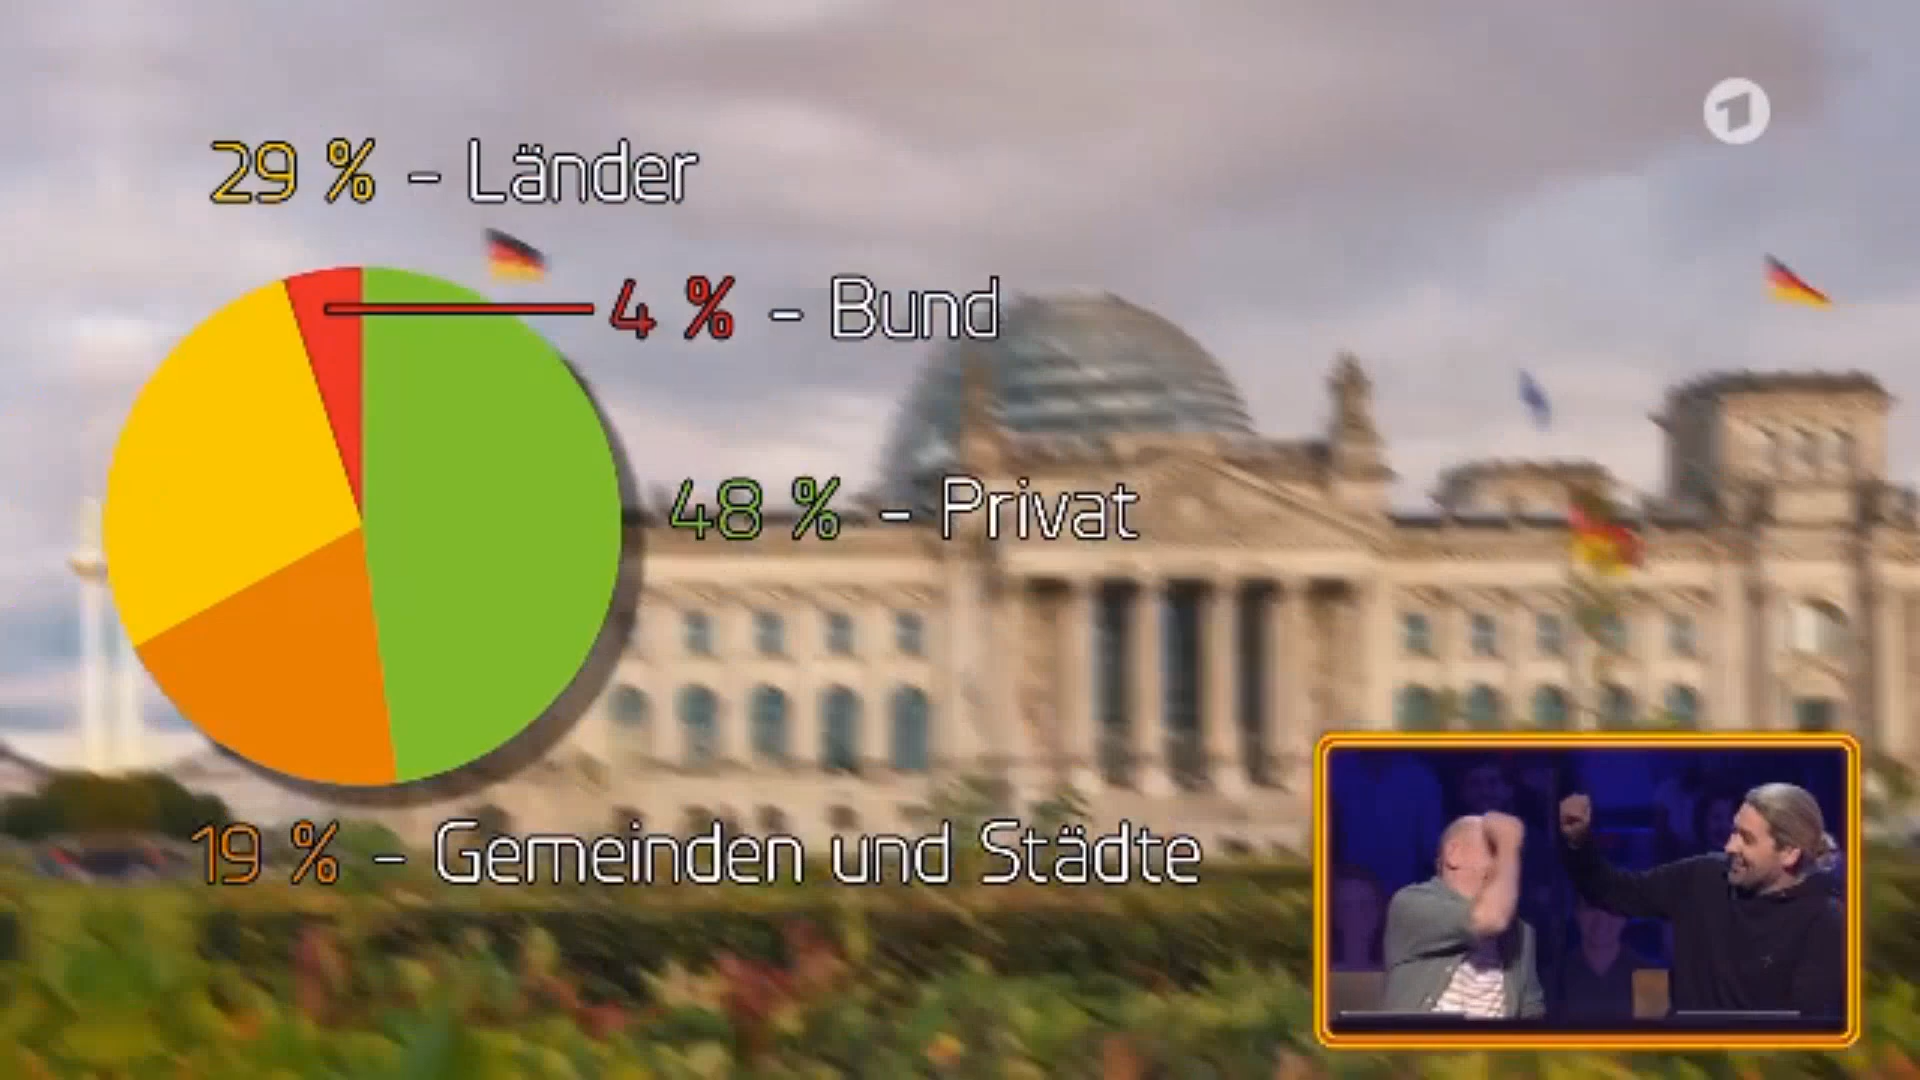 29 % - Länder
4 % - Bund
48 % - Privat
19 % - Gemeinden und Städte